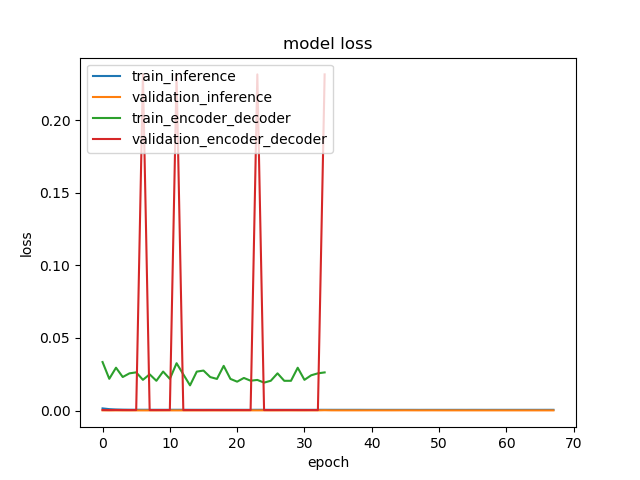 model loss
train_inference
validation_inference
train_encoder_decoder
validation_encoder_decoder
0.20
0.15
0.10
0.05
0.00
loss
0 10 20 30 40 50 60 70
epoch